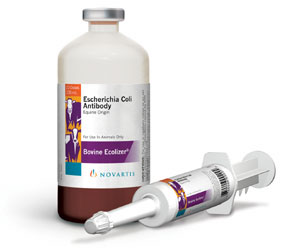 Escherichia Coli
Antibody
Equine Origin
For Use In Animals Only
Bovine Ecolizer®
NOVARTIS